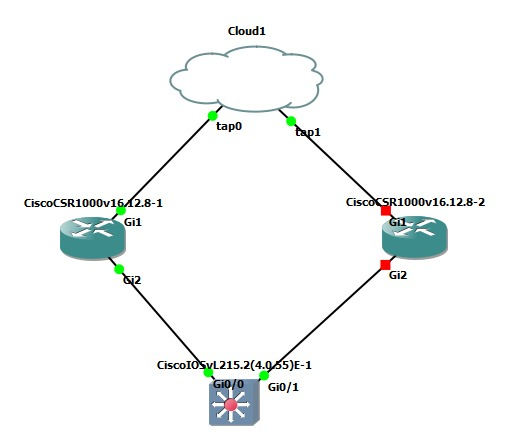 Cloud1
tap0
tap1
CiscoCSR1000v16.12.8-1
CiscoCSR1000v16.12.8-2
Gi1
Gi1
Gi2
Gi2
CiscoIOSvL215.2(4.0.55)E-1
Gi0/0
Gi0/1